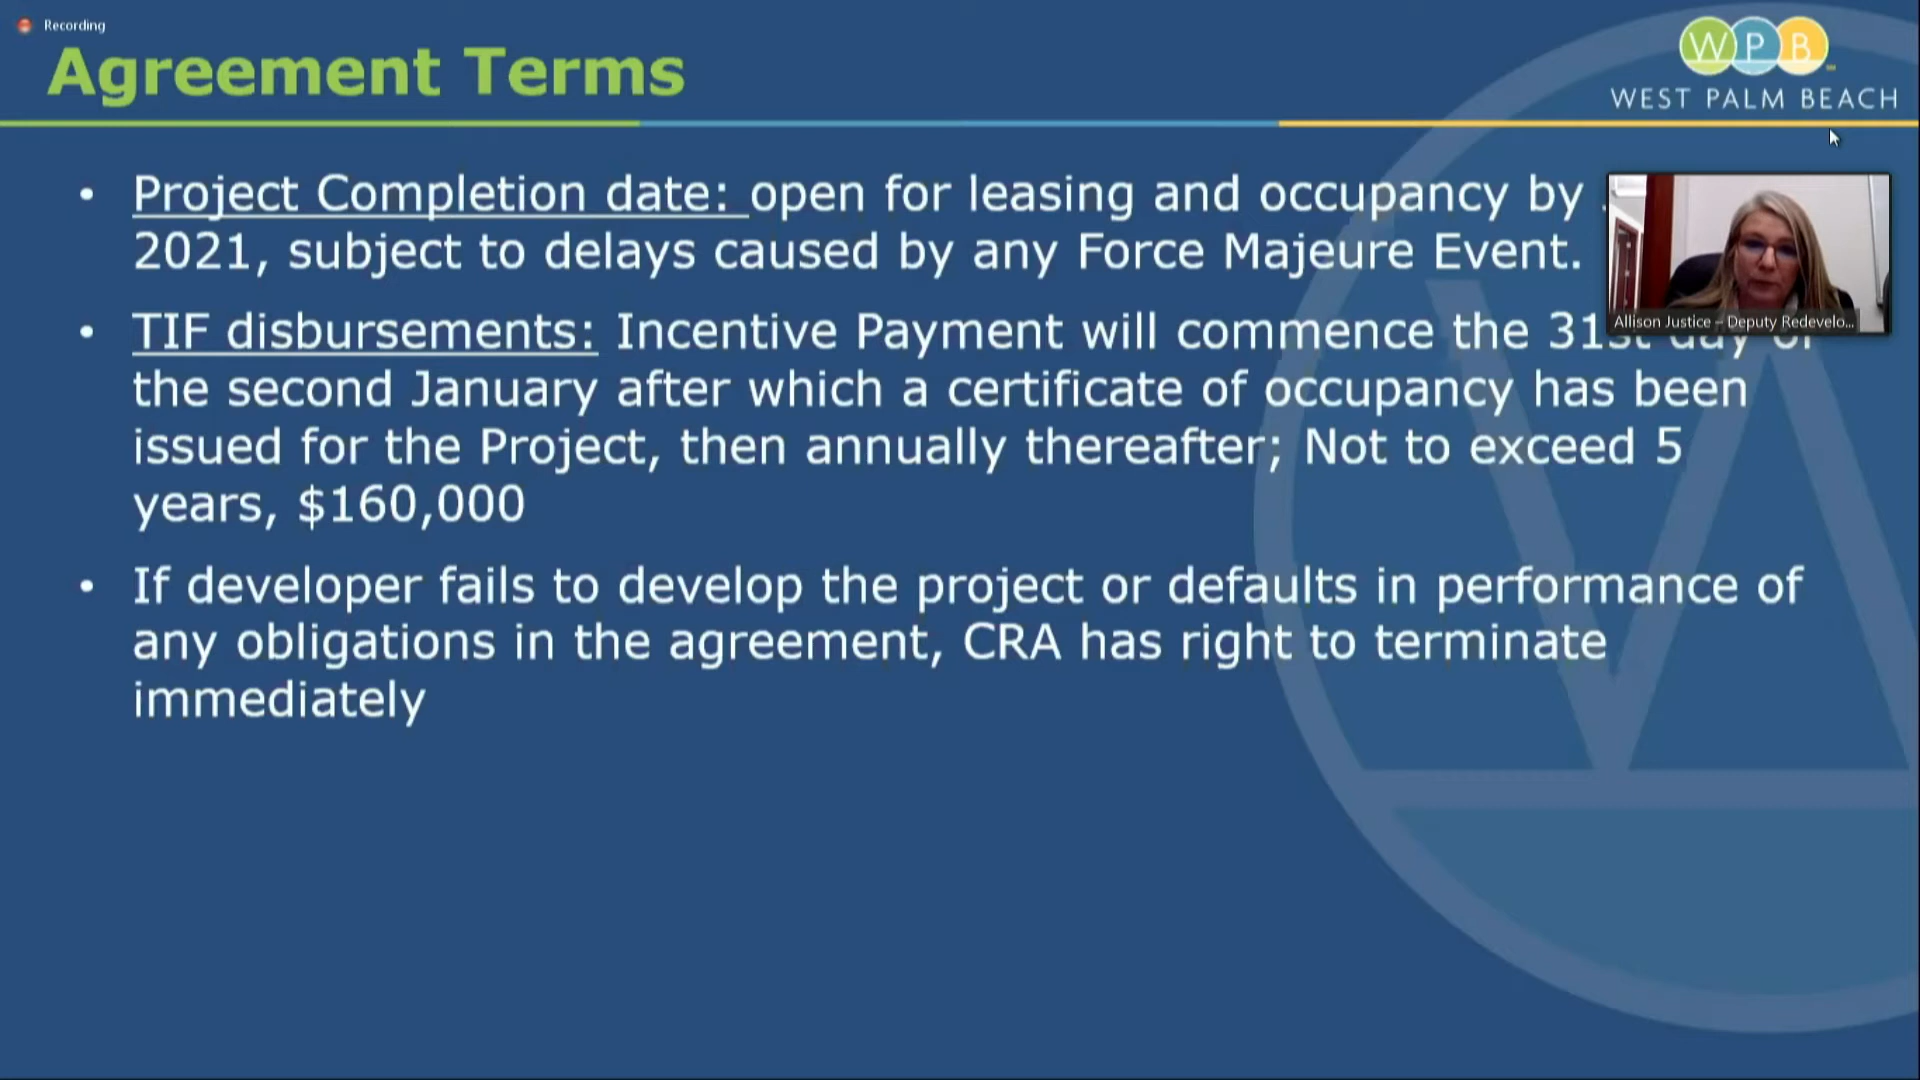 Recording
Agreement Terms
WPB
WEST PALM BEACH
• Project Completion date: open for leasing and occupancy by
2021, subject to delays caused by any Force Majeure Event.
Allison Justice – Deputy Redevelo...
• TIF disbursements: Incentive Payment will commence the 31st day of
the second January after which a certificate of occupancy has been
issued for the Project, then annually thereafter; Not to exceed 5
years, $160,000
• If developer fails to develop the project or defaults in performance of
any obligations in the agreement, CRA has right to terminate
immediately